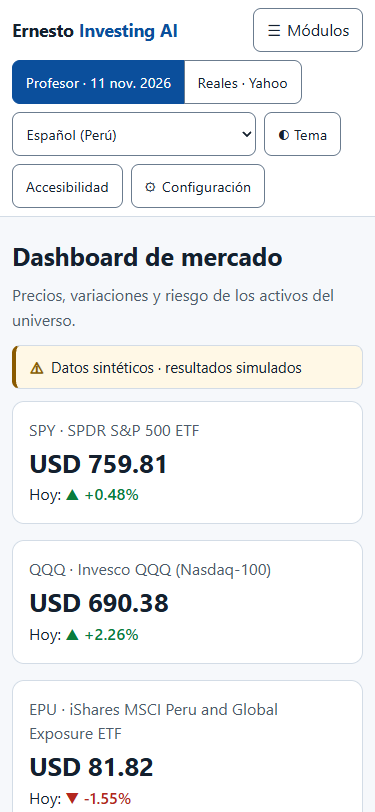 Ernesto Investing AI
☰ Módulos
Profesor · 11 nov. 2026
Reales · Yahoo
Español (Perú)
◐ Tema
Accesibilidad
⚙ Configuración
Dashboard de mercado
Precios, variaciones y riesgo de los activos del
universo.
⚠ Datos sintéticos · resultados simulados
SPY · SPDR S&P 500 ETF
USD 759.81
Hoy: ▲ +0.48%
QQQ · Invesco QQQ (Nasdaq-100)
USD 690.38
Hoy: ▲ +2.26%
EPU · iShares MSCI Peru and Global
Exposure ETF
USD 81.82
Hoy: ▼ -1.55%